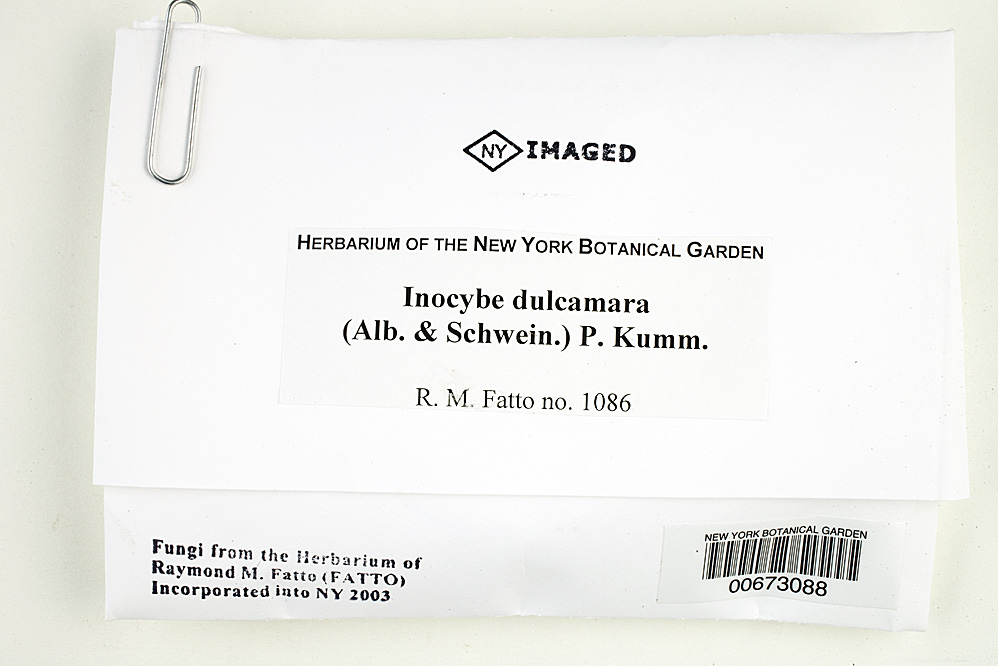 NY IMAGED
HERBARIUM OF THE NEW YORK BOTANICAL GARDEN
Inocybe dulcamara
(Alb. & Schwein.) P. Kumm.
R. M. Fatto no. 1086
Fungi from the Herbarium of
Raymond M. Fatto (FATTO)
Incorporated into NY 2003
NEW YORK BOTANICAL GARDEN
00673088